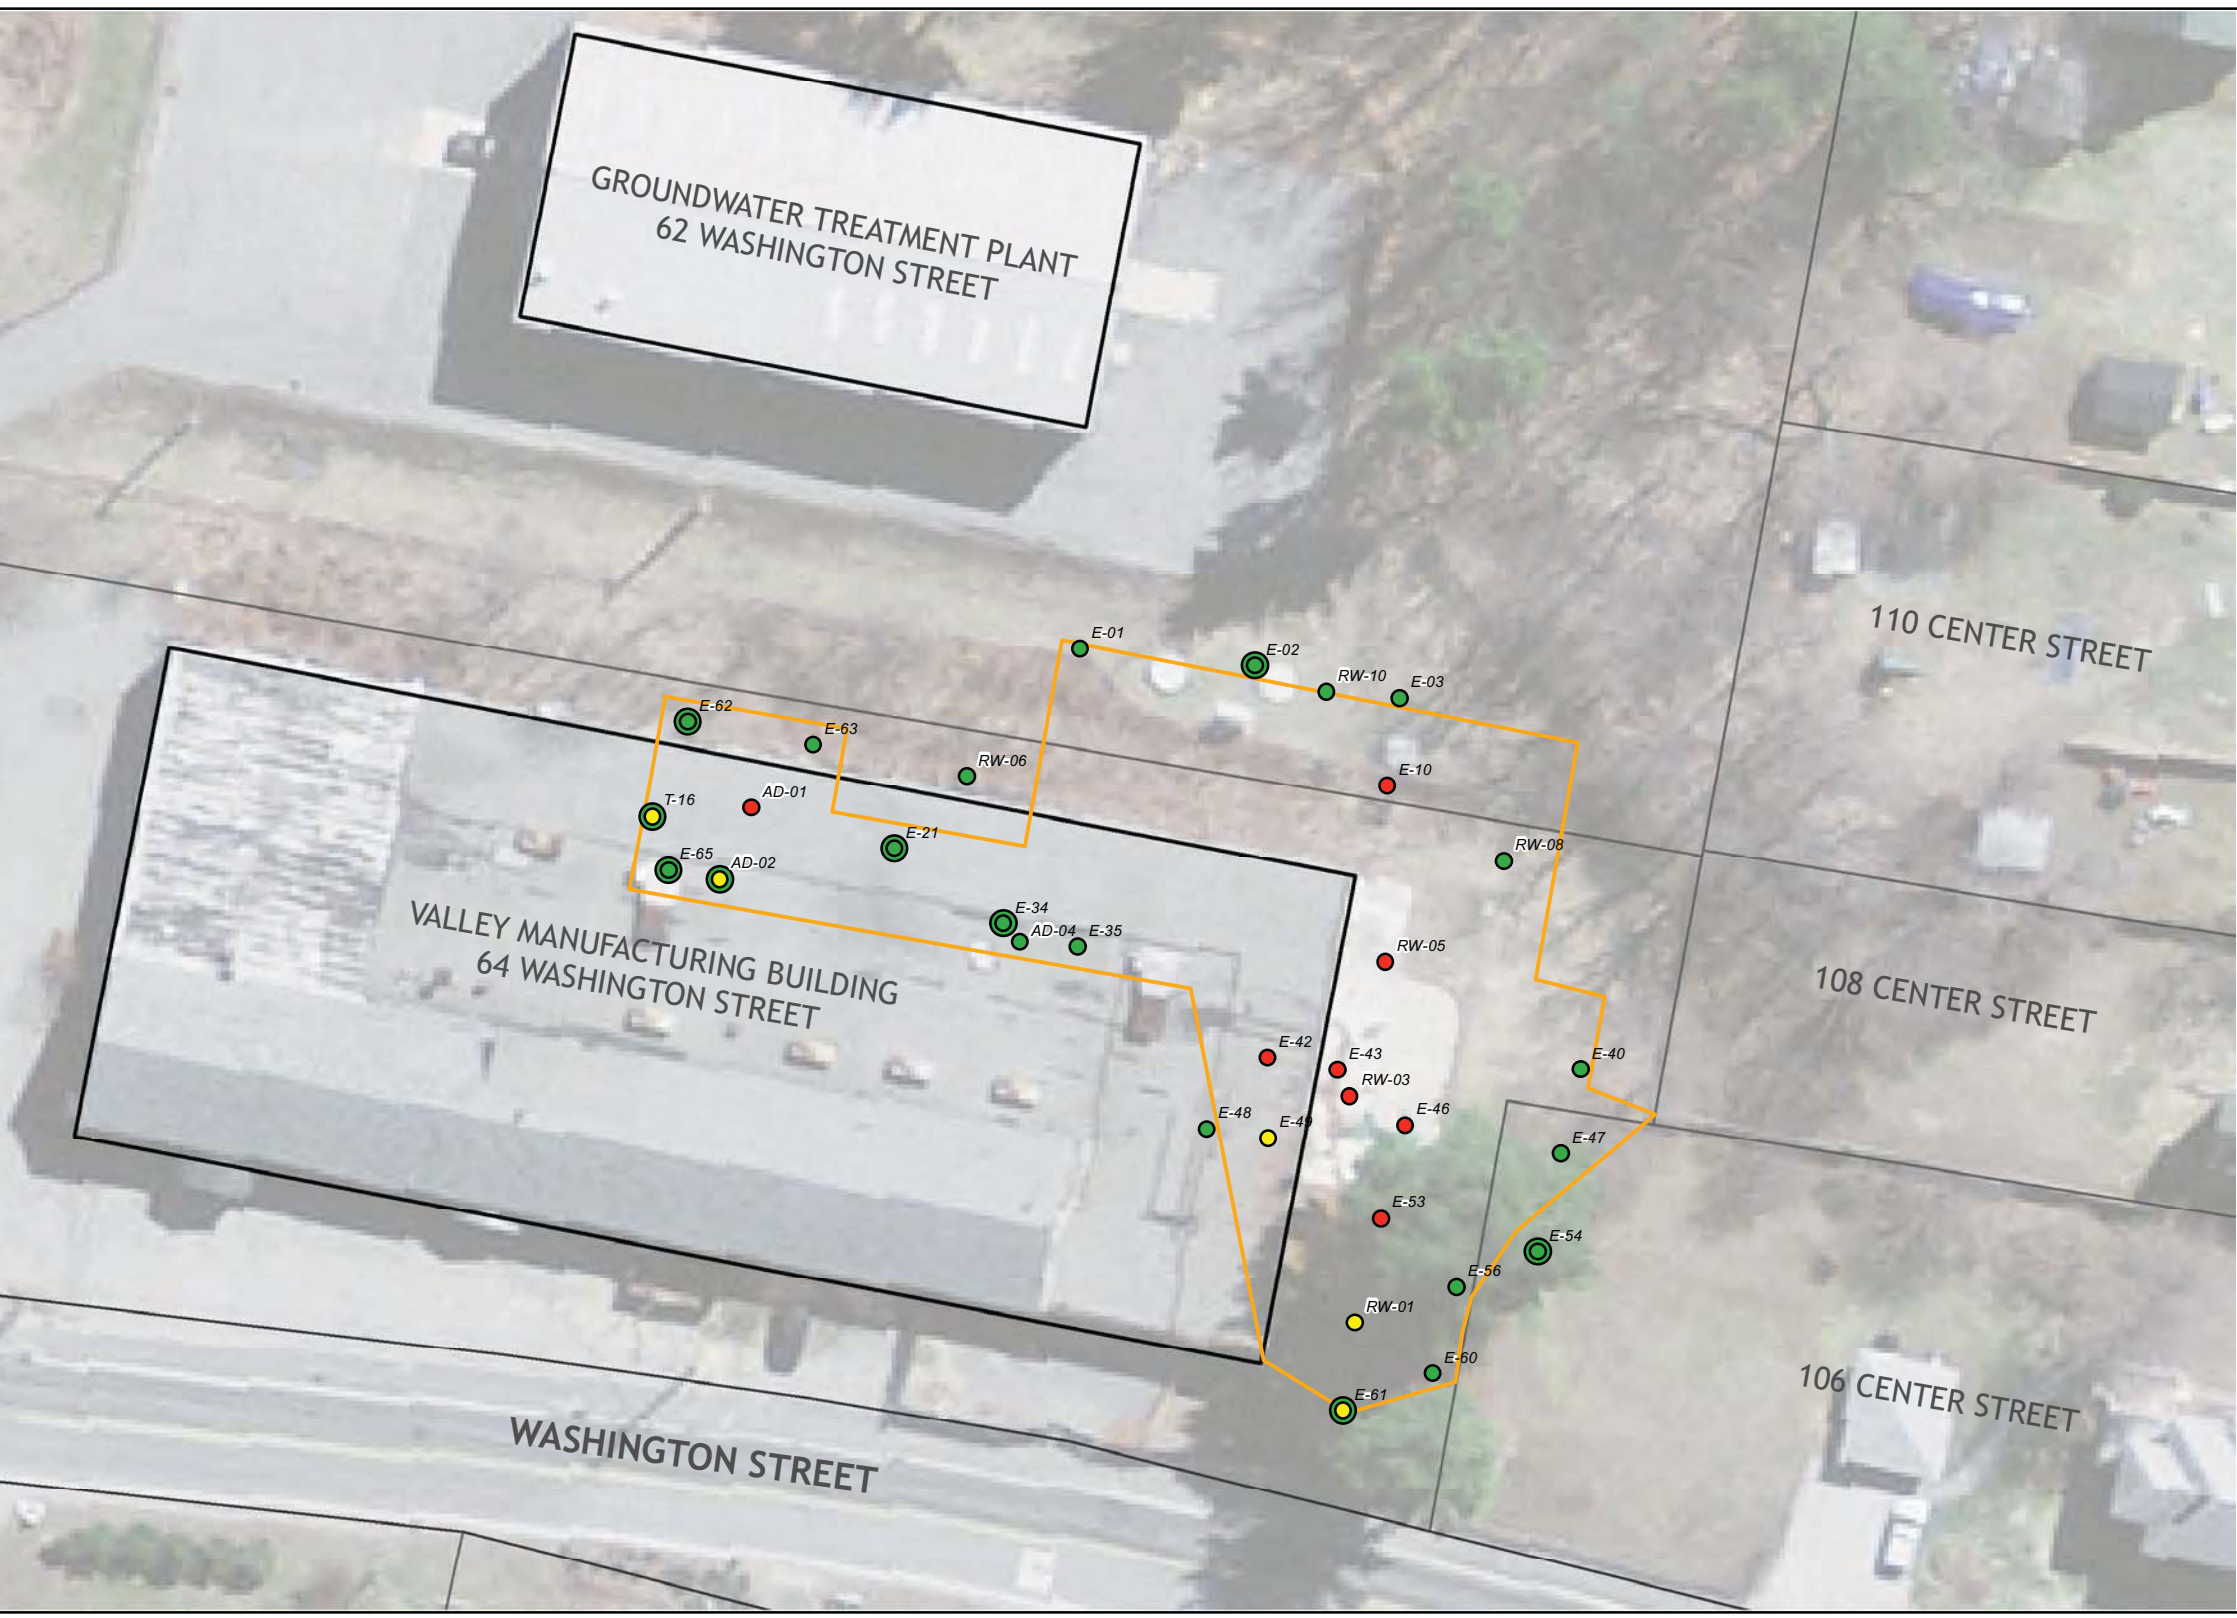 GROUNDWATER TREATMENT PLANT
62 WASHINGTON STREET
110 CENTER STREET
E-01
E-02
RW-10
E-03
E-62
E-63
RW-06
E-10
T-16
AD-01
E-21
RW-08
E-65
AD-02
E-34
AD-04
E-35
RW-05
VALLEY MANUFACTURING BUILDING
64 WASHINGTON STREET
108 CENTER STREET
E-42
E-43
E-40
RW-03
E-48
E-49
E-46
E-47
E-53
E-54
E-56
RW-01
E-60
E-61
106 CENTER STREET
WASHINGTON STREET